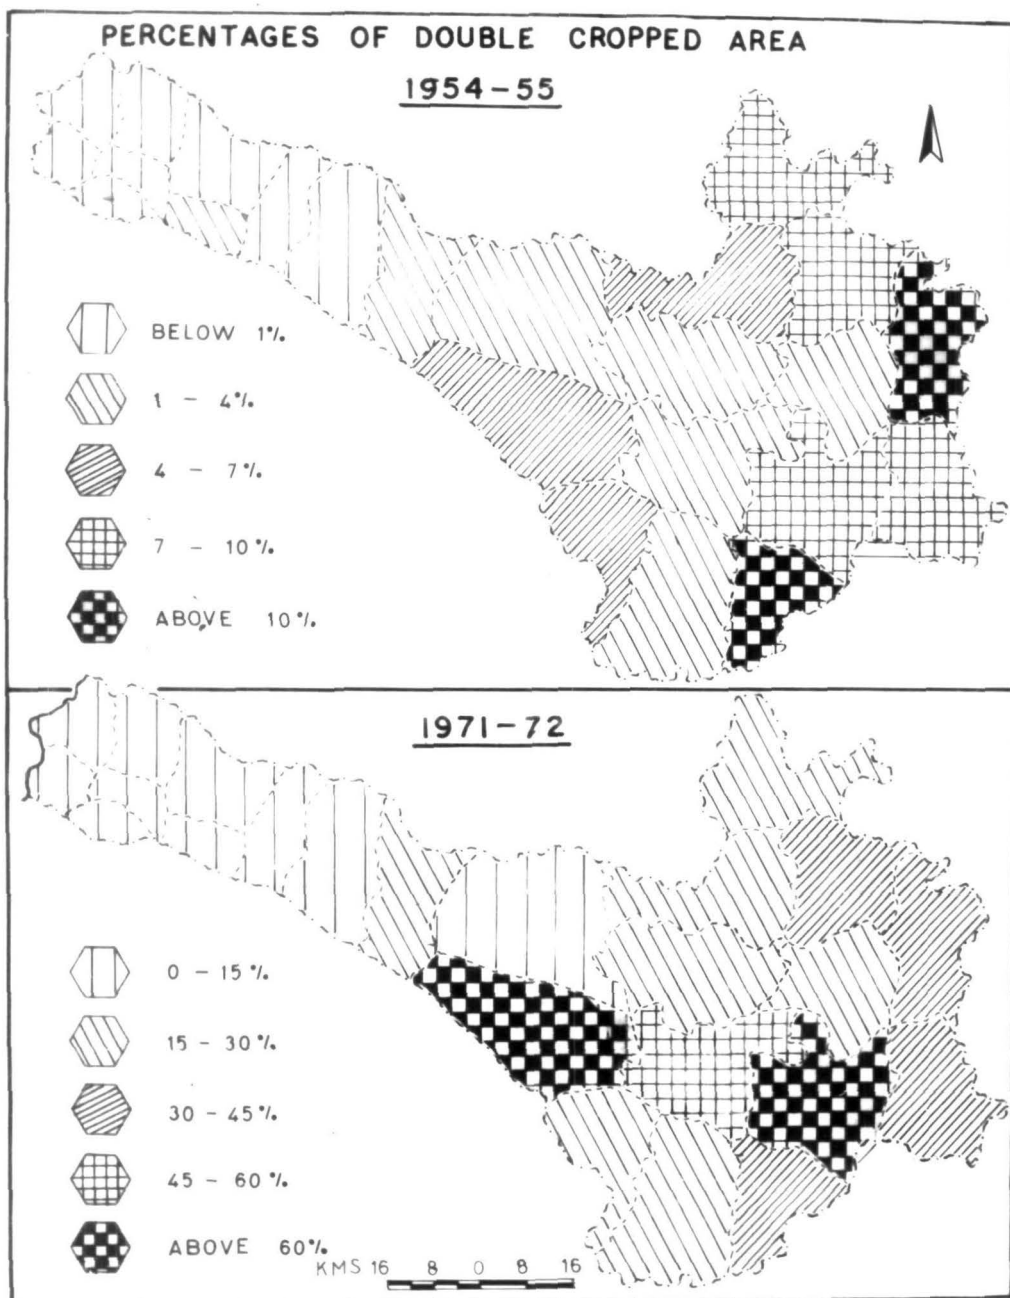 PERCENTAGES OF DOUBLE CROPPED AREA
1954-55
BELOW 1%
1 - 4%
4 - 7%
7 - 10%
ABOVE 10%
1971-72
0 - 15%
15 - 30%
30 - 45%
45 - 60%
ABOVE 60%
KMS 16 8 0 8 16